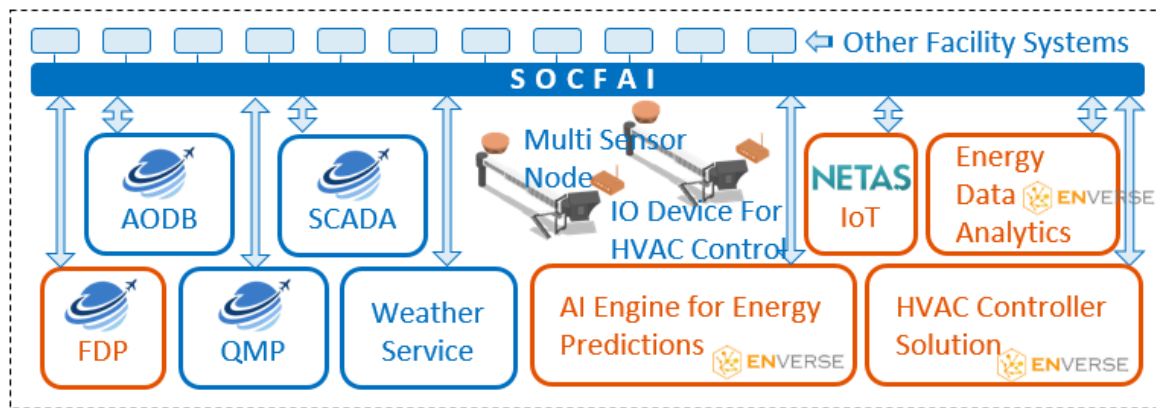 Other Facility Systems
SOCFAI
AODB
SCADA
Multi Sensor
Node
IO Device For
HVAC Control
NETAS
IoT
Energy
Data
Analytics
ENVERSE
FDP
QMP
Weather
Service
AI Engine for Energy
Predictions
ENVERSE
HVAC Controller
Solution
ENVERSE